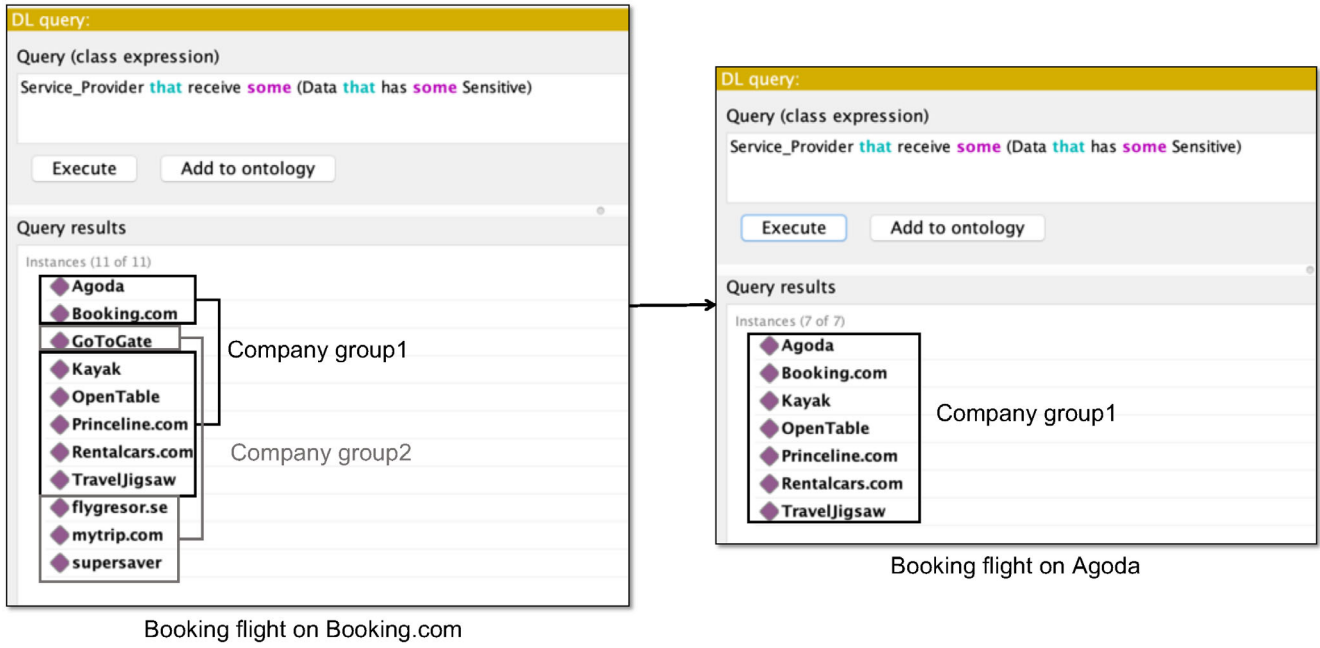 DL query:
Query (class expression)
Service_Provider that receive some (Data that has some Sensitive)
Execute
Add to ontology
Query results
Instances (11 of 11)
Agoda
Booking.com
GoToGate
Kayak
OpenTable
Princeline.com
Rentalcars.com
TravelJigsaw
flygresor.se
mytrip.com
supersaver
Company group1
Company group2
Booking flight on Booking.com
DL query:
Query (class expression)
Service_Provider that receive some (Data that has some Sensitive)
Execute
Add to ontology
Query results
Instances (7 of 7)
Agoda
Booking.com
Kayak
OpenTable
Princeline.com
Rentalcars.com
TravelJigsaw
Company group1
Booking flight on Agoda